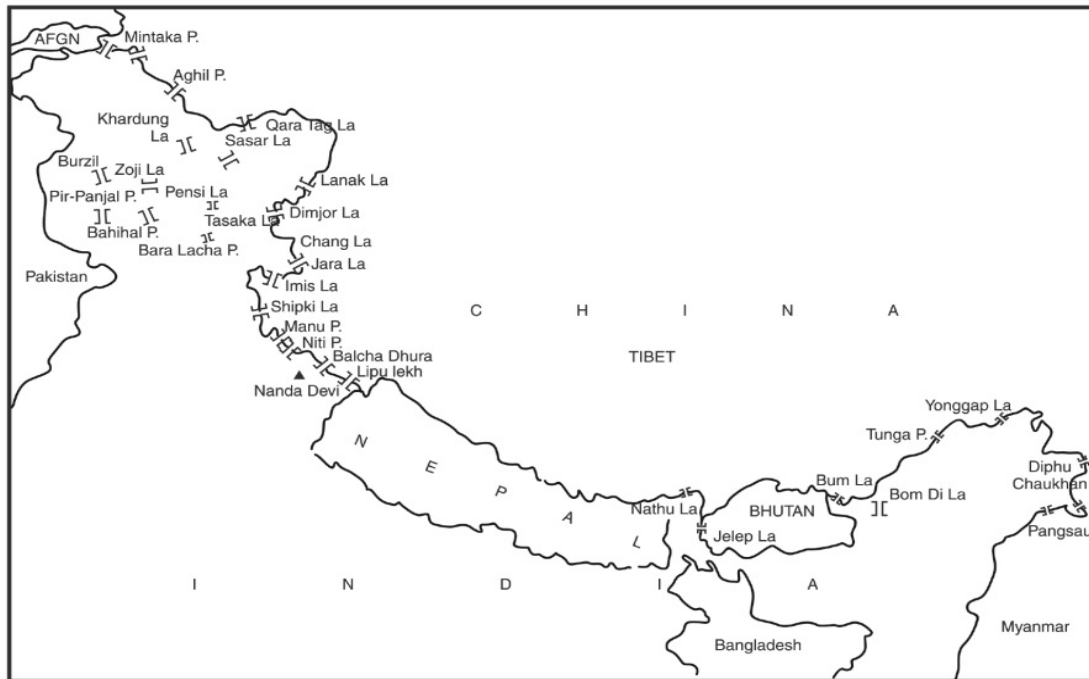 AFGN
Mintaka P.
Aghil P.
Khardung
La
Qara Tag La
Sasar La
Burzil
Zoji La
Pir-Panjal P.
Pensi La
Lanak La
Bahihal P.
Tasaka La
Dimjor La
Bara Lacha P.
Chang La
Jara La
Pakistan
Imis La
Shipki La
C H I N A
Manu P.
Niti P.
Balcha Dhura
TIBET
Lipu lekh
Nanda Devi
Yonggap La
Tunga P.
N E P A L
Diphu
Chaukhan
Bum La
Bom Di La
Nathu La
BHUTAN
Pangsau
Jelep La
I N D I A
Myanmar
Bangladesh